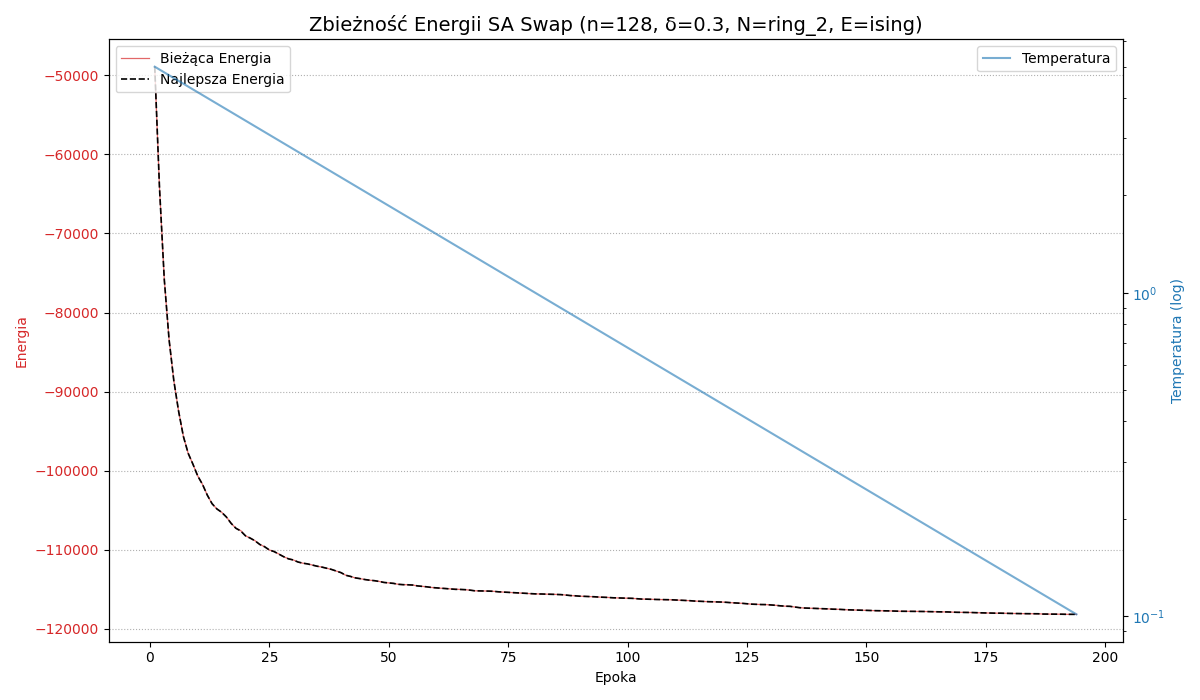 Zbieżność Energii SA Swap (n=128, δ=0.3, N=ring_2, E=ising)
Bieżąca Energia
Najlepsza Energia
Temperatura
−50000
−60000
−70000
−80000
−90000
−100000
−110000
−120000
Energia
10⁰
10⁻¹
Temperatura (log)
0
25
50
75
100
125
150
175
200
Epoka